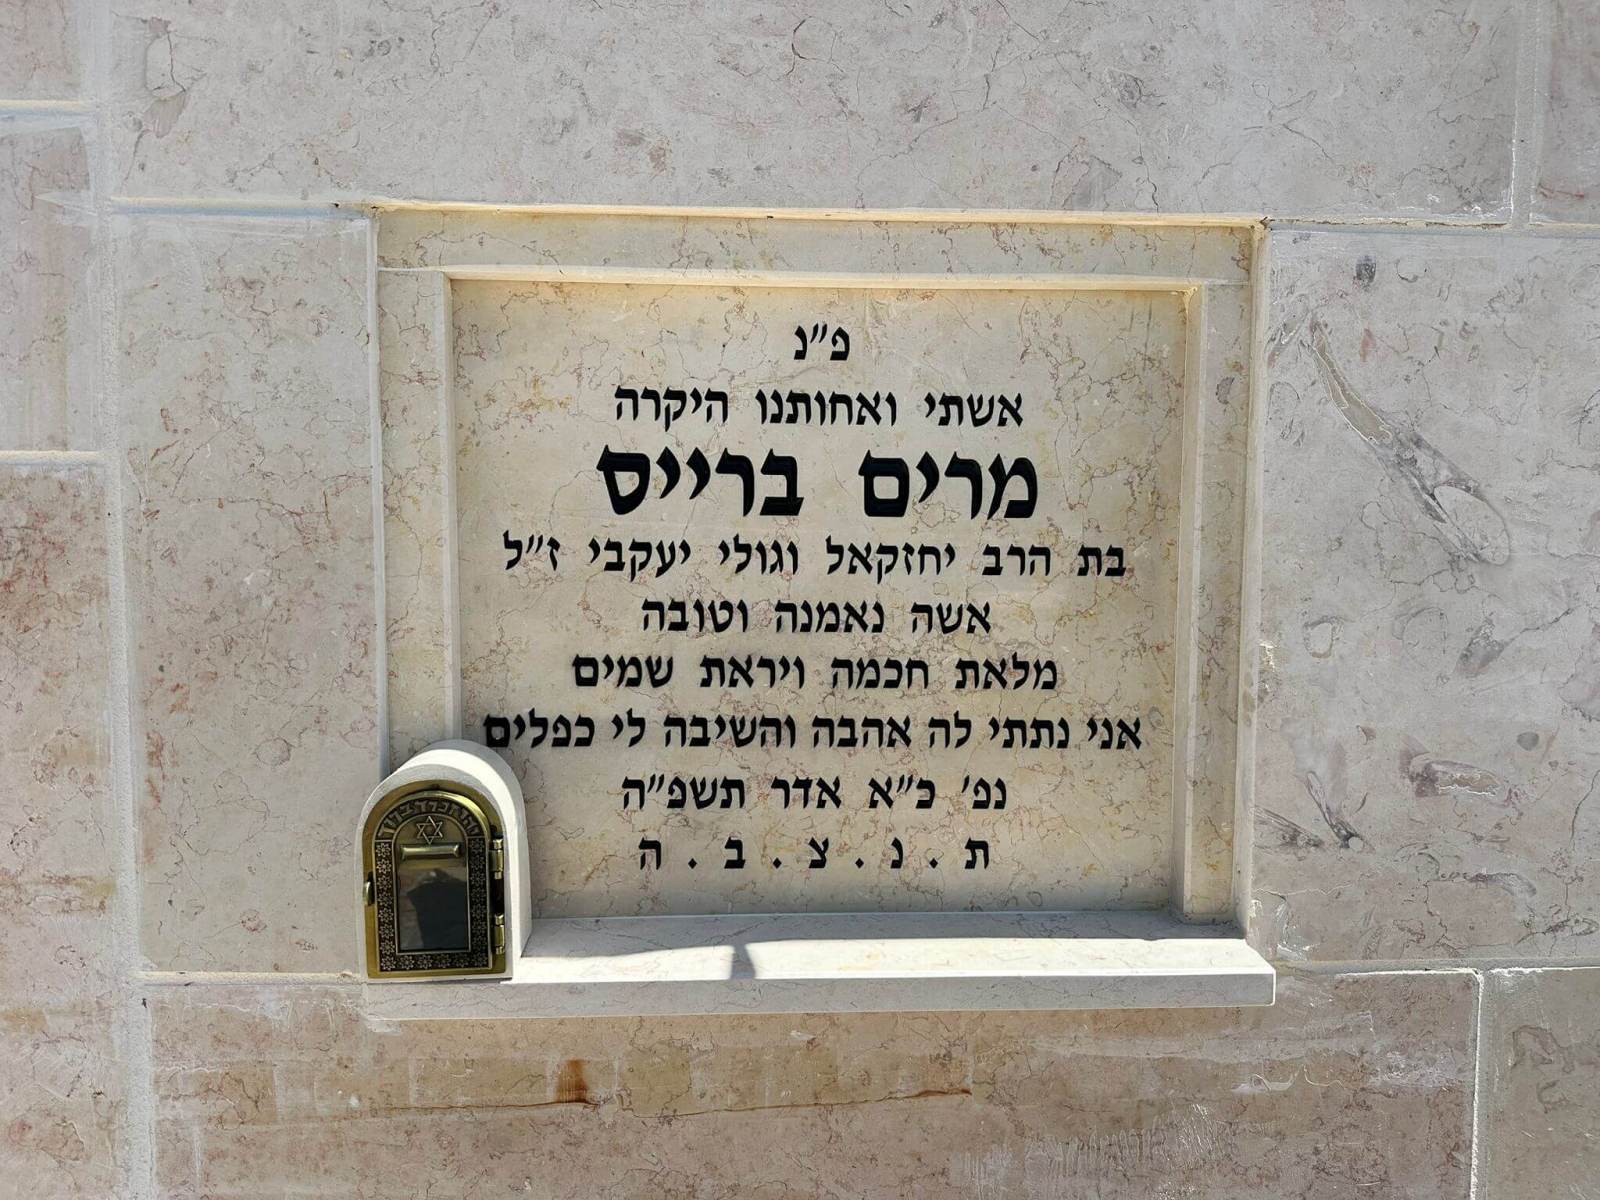 פ״נ
אשתי ואחותנו היקרה
מרים ברייס
בת הרב יחזקאל וגולי יעקבי ז״ל
אשה נאמנה וטובה
מלאת חכמה ויראת שמים
אני נתתי לה אהבה והשיבה לי כפלים
נפ׳ כ״א אדר תשפ״ה
ת . נ . צ . ב . ה